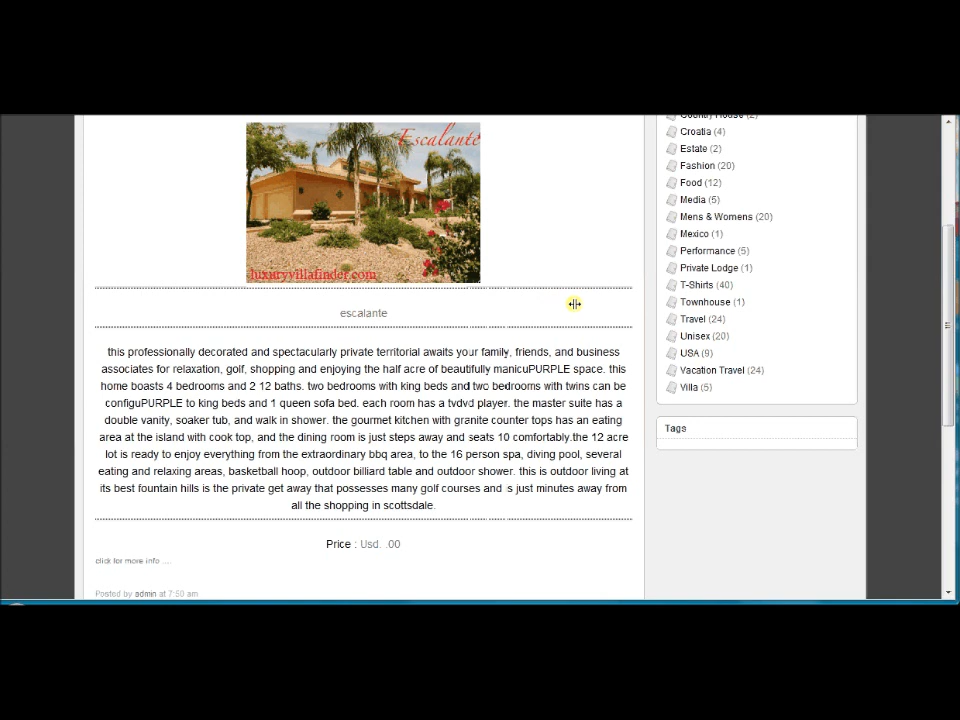 Escalante
luxuryvillafinder.com
escalante
this professionally decorated and spectacularly private territorial awaits your family, friends, and business
associates for relaxation, golf, shopping and enjoying the half acre of beautifully manicuPURPLE space. this
home boasts 4 bedrooms and 2 12 baths. two bedrooms with king beds and two bedrooms with twins can be
configuPURPLE to king beds and 1 queen sofa bed. each room has a tvdvd player. the master suite has a
double vanity, soaker tub, and walk in shower. the gourmet kitchen with granite counter tops has an eating
area at the island with cook top, and the dining room is just steps away and seats 10 comfortably.the 12 acre
lot is ready to enjoy everything from the extraordinary bbq area, to the 16 person spa, diving pool, several
eating and relaxing areas, basketball hoop, outdoor billiard table and outdoor shower. this is outdoor living at
its best fountain hills is the private get away that possesses many golf courses and is just minutes away from
all the shopping in scottsdale.
Price : Usd. .00
click for more info ....
Posted by admin at 7:50 am
Country House (2)
Croatia (4)
Estate (2)
Fashion (20)
Food (12)
Media (5)
Mens & Womens (20)
Mexico (1)
Performance (5)
Private Lodge (1)
T-Shirts (40)
Townhouse (1)
Travel (24)
Unisex (20)
USA (9)
Vacation Travel (24)
Villa (5)
Tags